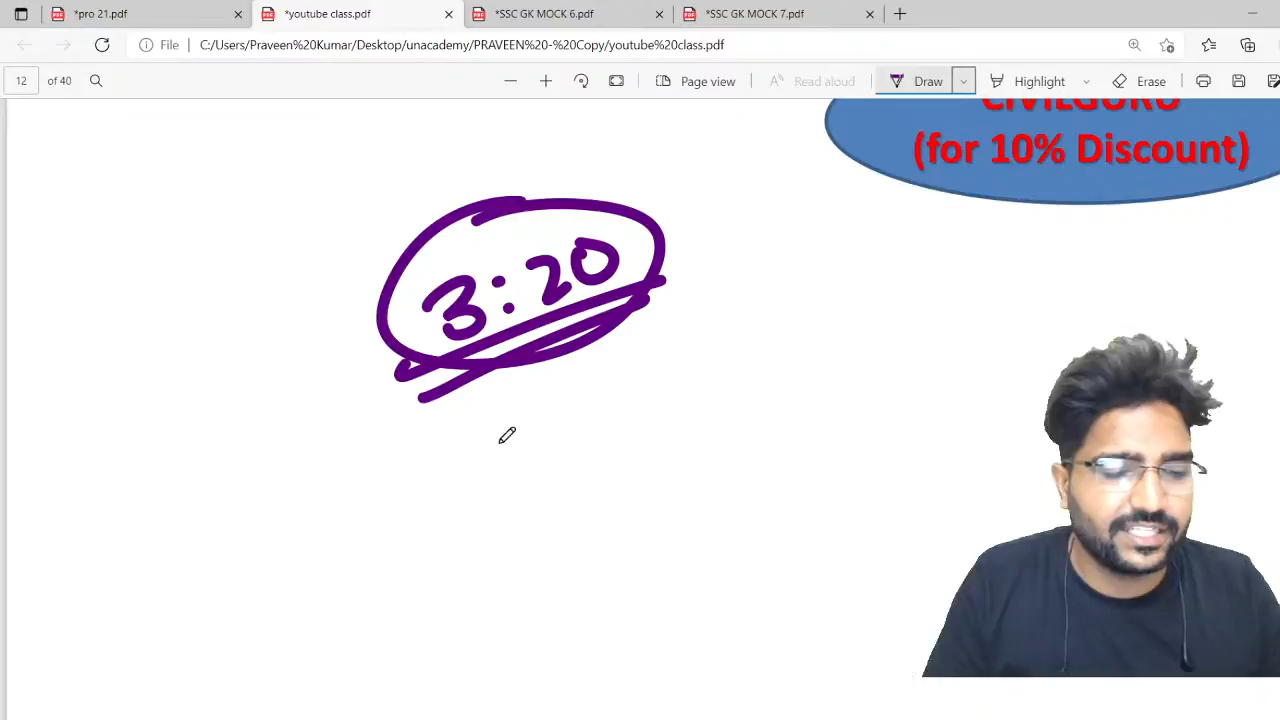 *pro 21.pdf
*youtube class.pdf
*SSC GK MOCK 6.pdf
*SSC GK MOCK 7.pdf
File
C:/Users/Praveen%20Kumar/Desktop/unacademy/PRAVEEN%20-%20Copy/youtube%20class.pdf
12 of 40
Page view
Read aloud
Draw
Highlight
Erase
CIVILGURU
(for 10% Discount)
3:20